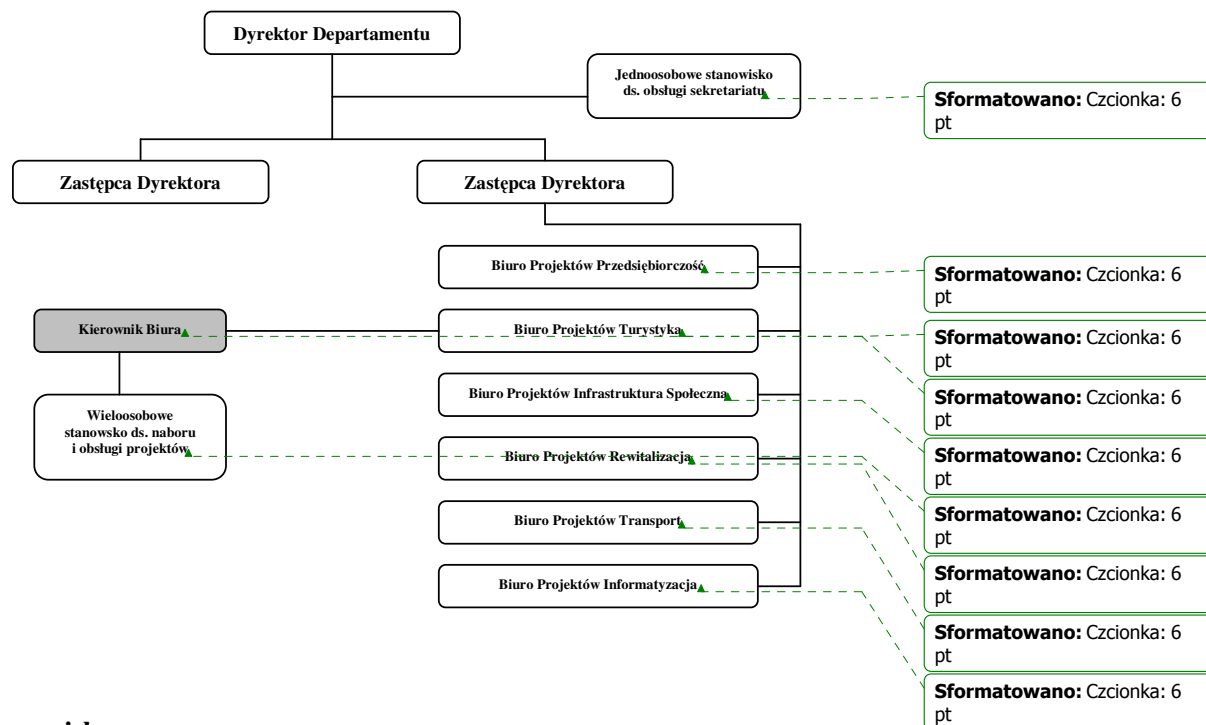 Dyrektor Departamentu
Jednoosobowe stanowisko
ds. obsługi sekretariatu
Sformatowano: Czcionka: 6
pt
Zastępca Dyrektora
Zastępca Dyrektora
Biuro Projektów Przedsiębiorczość
Sformatowano: Czcionka: 6
pt
Kierownik Biura
Biuro Projektów Turystyka
Sformatowano: Czcionka: 6
pt
Sformatowano: Czcionka: 6
pt
Biuro Projektów Infrastruktura Społeczna
Wieloosobowe
stanowsko ds. naboru
i obsługi projektów
Sformatowano: Czcionka: 6
pt
Biuro Projektów Rewitalizacja
Sformatowano: Czcionka: 6
pt
Biuro Projektów Transport
Sformatowano: Czcionka: 6
pt
Biuro Projektów Informatyzacja
Sformatowano: Czcionka: 6
pt
Sformatowano: Czcionka: 6
pt